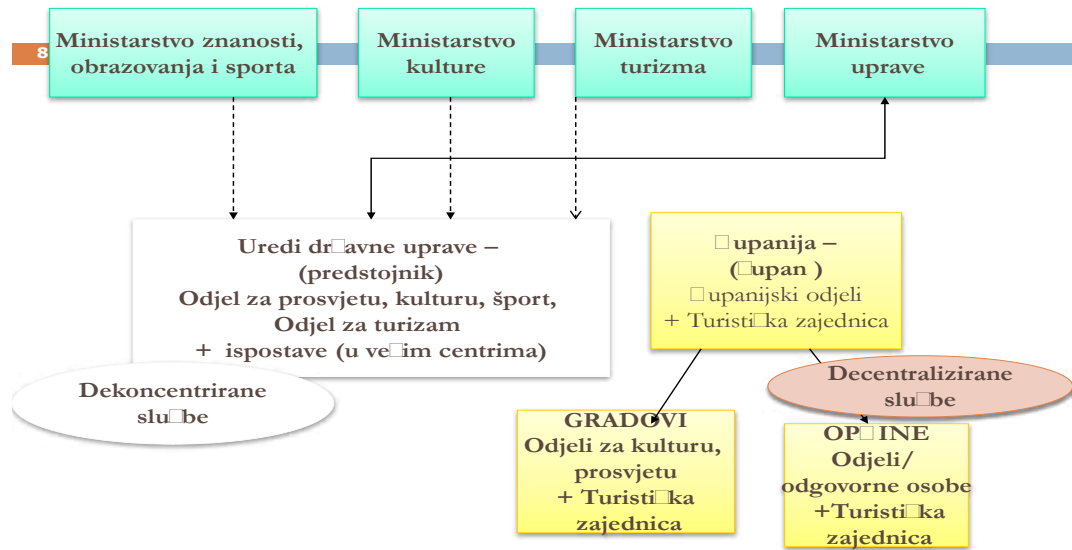 8
Ministarstvo znanosti,
obrazovanja i sporta
Ministarstvo
kulture
Ministarstvo
turizma
Ministarstvo
uprave
Uredi dr□avne uprave –
(predstojnik)
Odjel za prosvjetu, kulturu, šport,
Odjel za turizam
+ ispostave (u ve□im centrima)
□upanija –
(□upan )
□upanijski odjeli
+ Turisti□ka zajednica
Dekoncentrirane
slu□be
Decentralizirane
slu□be
GRADOVI
Odjeli za kulturu,
prosvjetu
+ Turisti□ka
zajednica
OP□INE
Odjeli/
odgovorne osobe
+Turisti□ka
zajednica